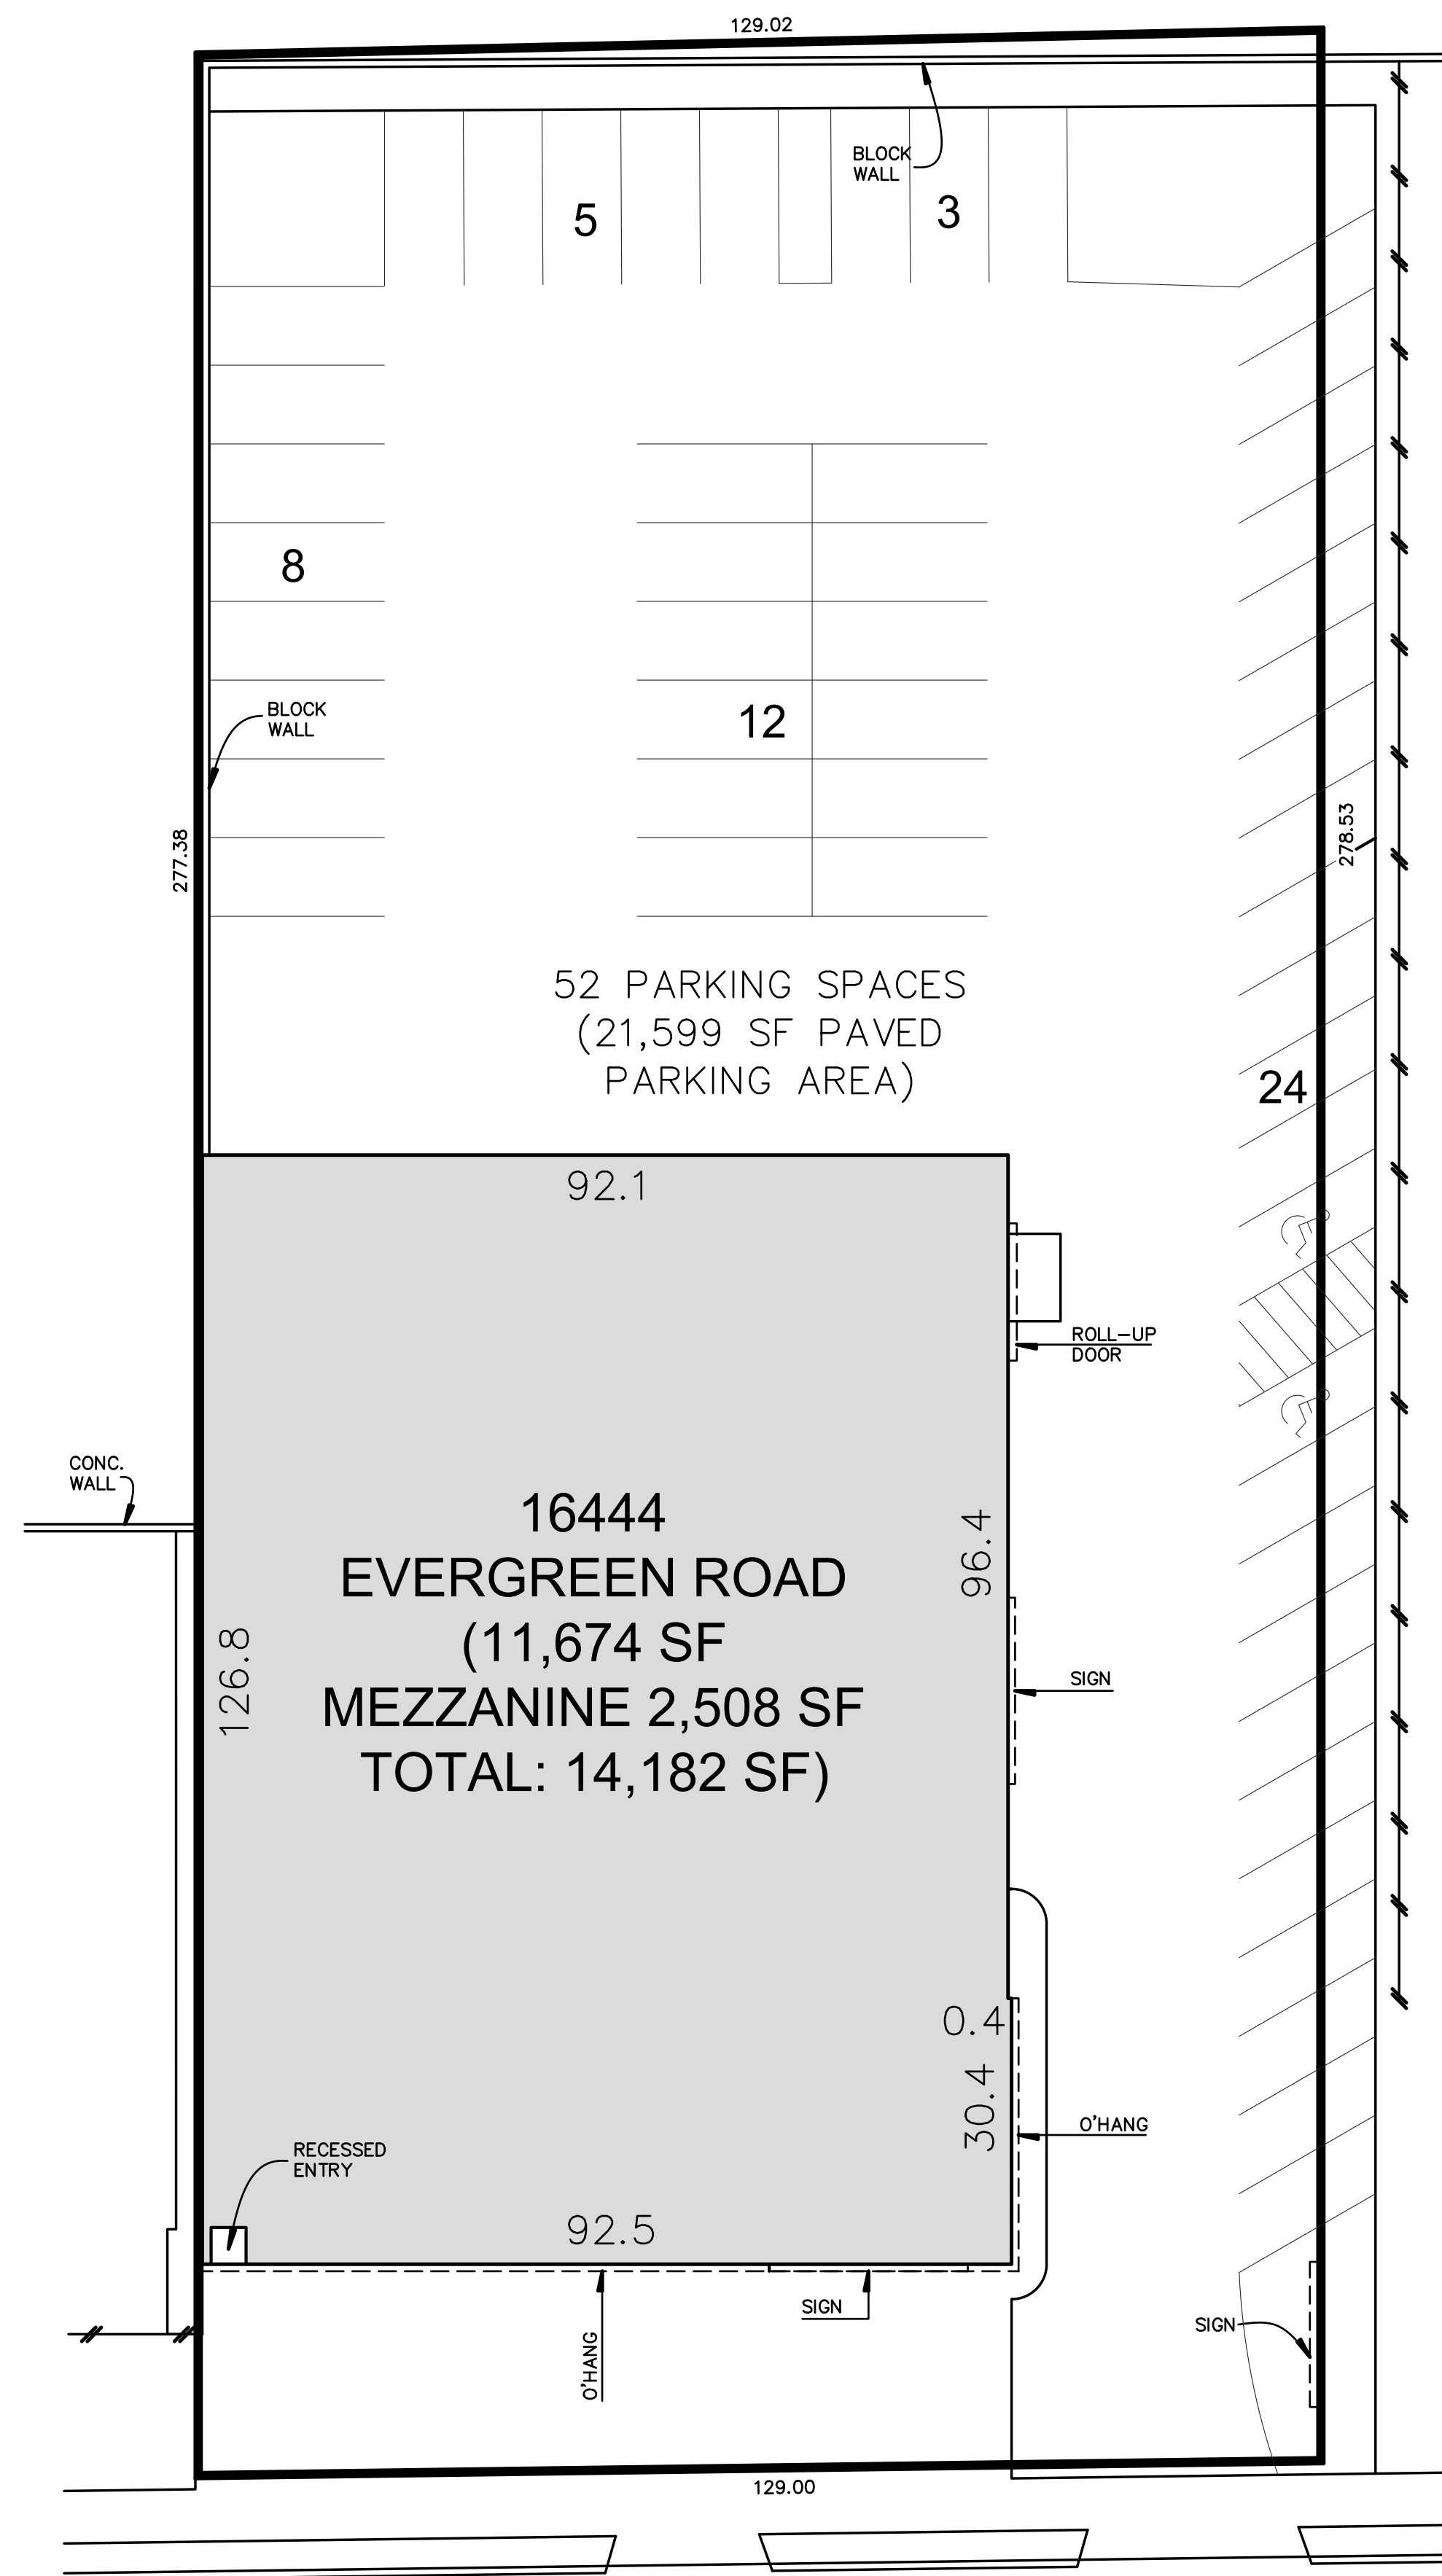 129.02
BLOCK
WALL
5
3
8
12
BLOCK
WALL
277.38
278.53
52 PARKING SPACES
(21,599 SF PAVED
PARKING AREA)
24
92.1
ROLL-UP
DOOR
CONC.
WALL
16444
EVERGREEN ROAD
(11,674 SF
MEZZANINE 2,508 SF
TOTAL: 14,182 SF)
96.4
126.8
SIGN
0.4
30.4
O'HANG
RECESSED
ENTRY
92.5
SIGN
O'HANG
SIGN
129.00